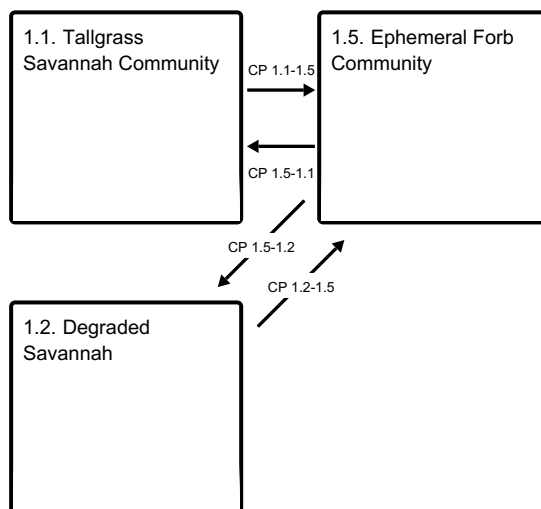 1.1. Tallgrass
Savannah Community
CP 1.1-1.5
1.5. Ephemeral Forb
Community
CP 1.5-1.1
CP 1.5-1.2
CP 1.2-1.5
1.2. Degraded
Savannah